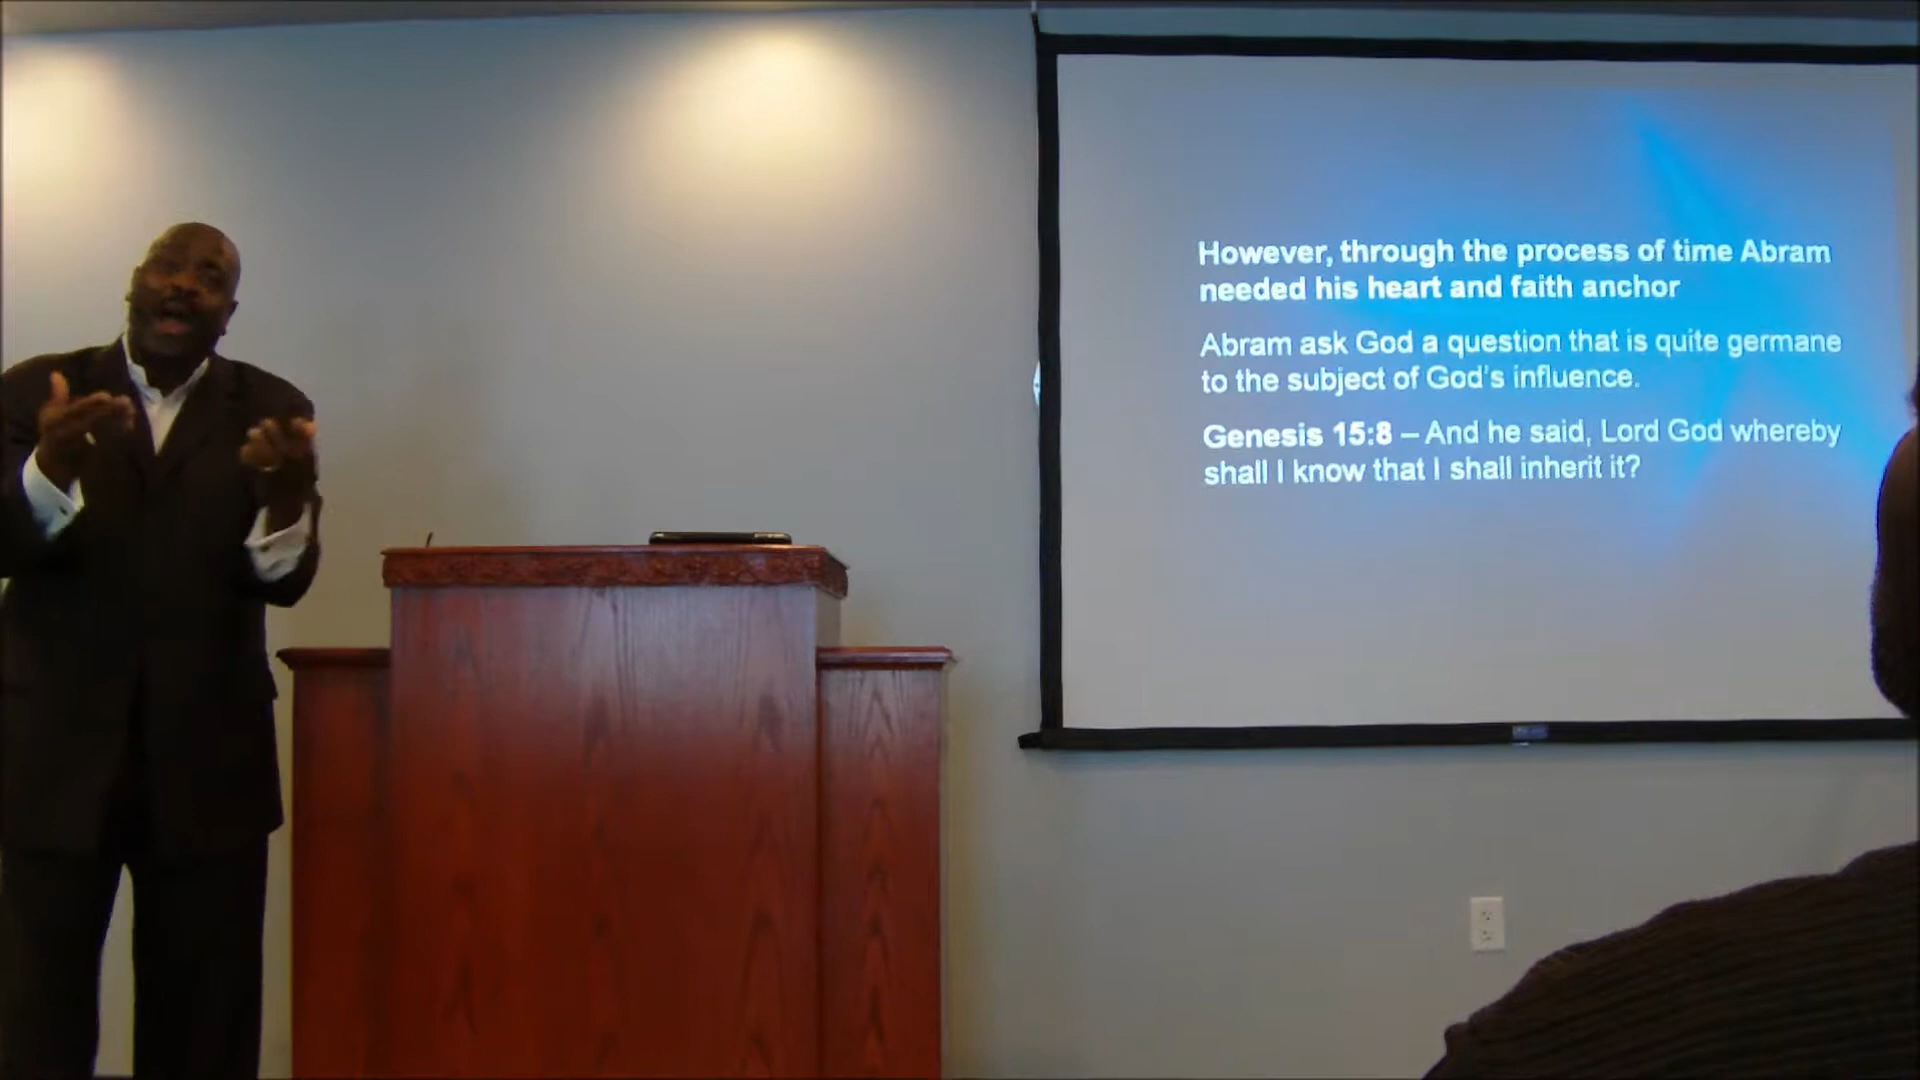 However, through the process of time Abram
needed his heart and faith anchor
Abram ask God a question that is quite germane
to the subject of God's influence.
Genesis 15:8 – And he said, Lord God whereby
shall I know that I shall inherit it?